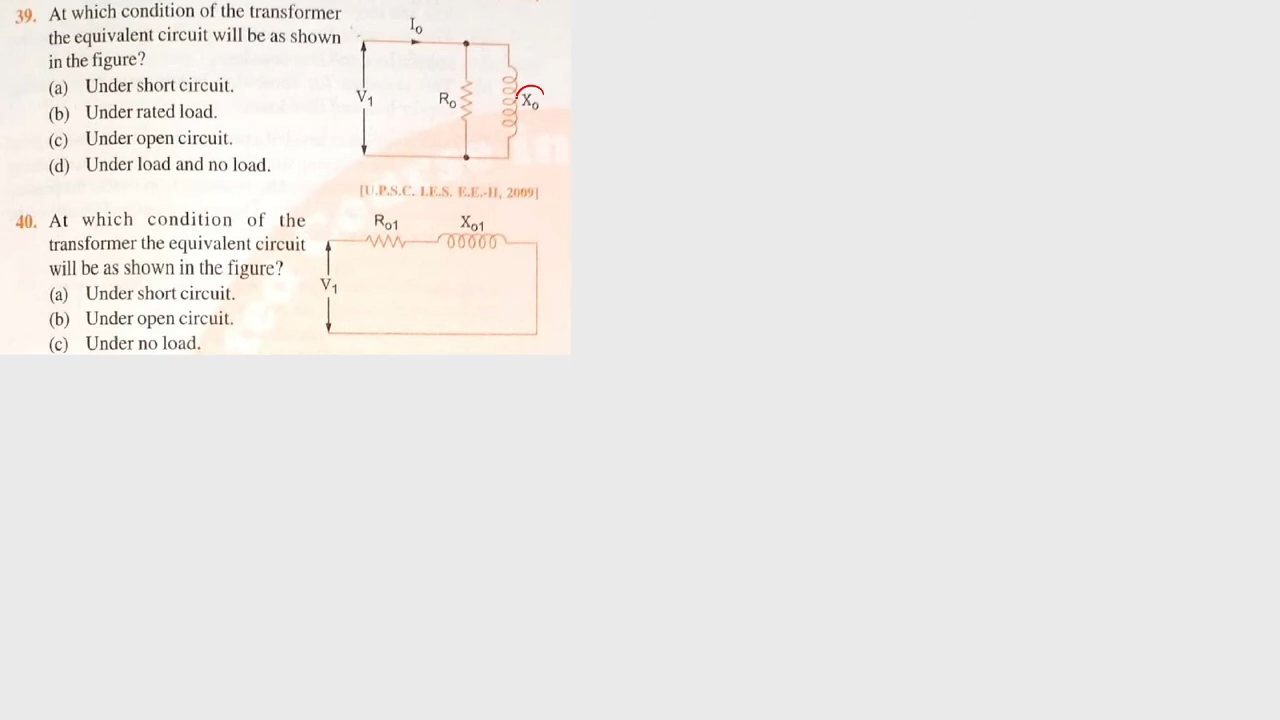 39. At which condition of the transformer
the equivalent circuit will be as shown
in the figure?
(a) Under short circuit.
(b) Under rated load.
(c) Under open circuit.
(d) Under load and no load.
I₀
V₁
R₀
X₀
[U.P.S.C. I.E.S. E.E.-II, 2009]
40. At which condition of the
transformer the equivalent circuit
will be as shown in the figure?
(a) Under short circuit.
(b) Under open circuit.
(c) Under no load.
R₀₁ X₀₁
V₁